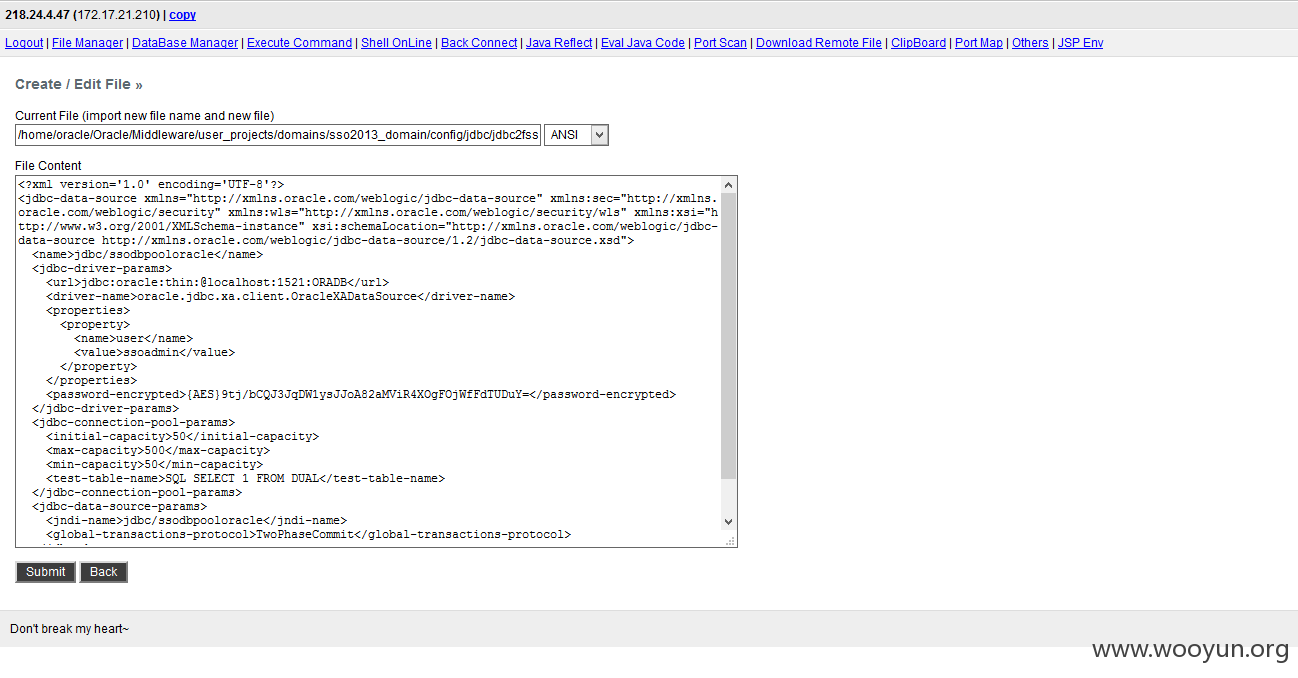 218.24.4.47 (172.17.21.210) | copy
Logout | File Manager | DataBase Manager | Execute Command | Shell OnLine | Back Connect | Java Reflect | Eval Java Code | Port Scan | Download Remote File | ClipBoard | Port Map | Others | JSP Env
Create / Edit File »
Current File (import new file name and new file)
/home/oracle/Oracle/Middleware/user_projects/domains/sso2013_domain/config/jdbc/jdbc2fss ANSI
File Content
<?xml version='1.0' encoding='UTF-8'?>
<jdbc-data-source xmlns="http://xmlns.oracle.com/weblogic/jdbc-data-source" xmlns:sec="http://xmlns.
oracle.com/weblogic/security" xmlns:wls="http://xmlns.oracle.com/weblogic/security/wls" xmlns:xsi="h
ttp://www.w3.org/2001/XMLSchema-instance" xsi:schemaLocation="http://xmlns.oracle.com/weblogic/jdbc-
data-source http://xmlns.oracle.com/weblogic/jdbc-data-source/1.2/jdbc-data-source.xsd">
  <name>jdbc/ssodbpooloracle</name>
  <jdbc-driver-params>
    <url>jdbc:oracle:thin:@localhost:1521:ORADB</url>
    <driver-name>oracle.jdbc.xa.client.OracleXADataSource</driver-name>
    <properties>
      <property>
        <name>user</name>
        <value>ssoadmin</value>
      </property>
    </properties>
    <password-encrypted>{AES}9tj/bCQJ3JqDW1ysJJoA82aMViR4XOgFOjWfFdTUDuY=</password-encrypted>
  </jdbc-driver-params>
  <jdbc-connection-pool-params>
    <initial-capacity>50</initial-capacity>
    <max-capacity>500</max-capacity>
    <min-capacity>50</min-capacity>
    <test-table-name>SQL SELECT 1 FROM DUAL</test-table-name>
  </jdbc-connection-pool-params>
  <jdbc-data-source-params>
    <jndi-name>jdbc/ssodbpooloracle</jndi-name>
    <global-transactions-protocol>TwoPhaseCommit</global-transactions-protocol>
Submit Back
Don't break my heart~
www.wooyun.org